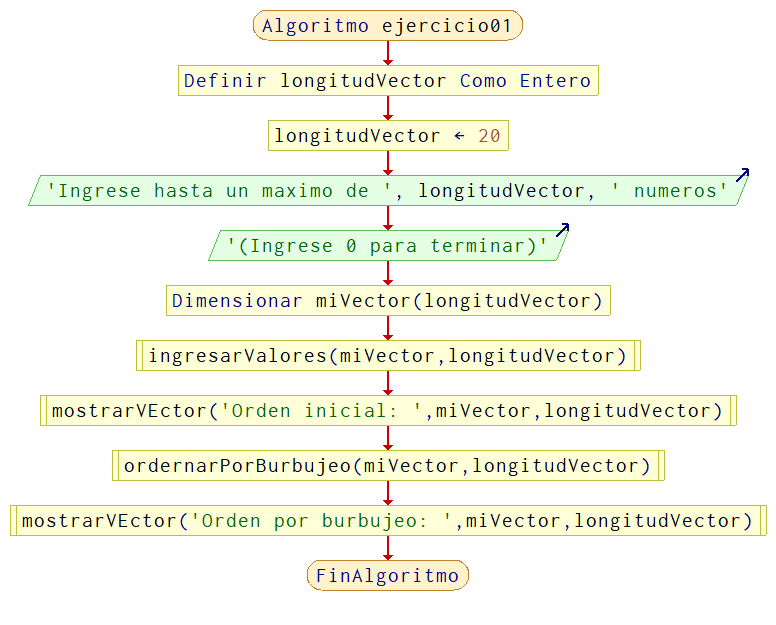 Algoritmo ejercicio01
Definir longitudVector Como Entero
longitudVector ← 20
'Ingrese hasta un maximo de ', longitudVector, ' numeros'
'(Ingrese 0 para terminar)'
Dimensionar miVector(longitudVector)
ingresarValores(miVector,longitudVector)
mostrarVEctor('Orden inicial: ',miVector,longitudVector)
ordernarPorBurbujeo(miVector,longitudVector)
mostrarVEctor('Orden por burbujeo: ',miVector,longitudVector)
FinAlgoritmo